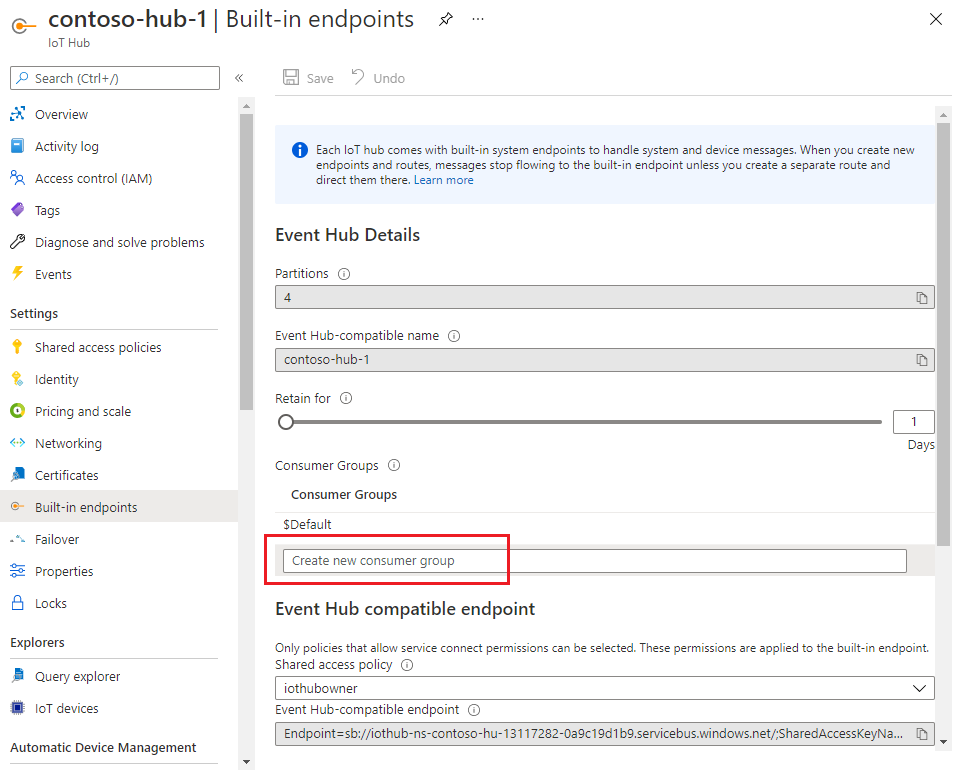 contoso-hub-1 | Built-in endpoints
IoT Hub
Search (Ctrl+/)
Overview
Activity log
Access control (IAM)
Tags
Diagnose and solve problems
Events
Settings
Shared access policies
Identity
Pricing and scale
Networking
Certificates
Built-in endpoints
Failover
Properties
Locks
Explorers
Query explorer
IoT devices
Automatic Device Management
Save Undo
Each IoT hub comes with built-in system endpoints to handle system and device messages. When you create new
endpoints and routes, messages stop flowing to the built-in endpoint unless you create a separate route and
direct them there. Learn more
Event Hub Details
Partitions
4
Event Hub-compatible name
contoso-hub-1
Retain for
1
Days
Consumer Groups
Consumer Groups
$Default
Create new consumer group
Event Hub compatible endpoint
Only policies that allow service connect permissions can be selected. These permissions are applied to the built-in endpoint.
Shared access policy
iothubowner
Event Hub-compatible endpoint
Endpoint=sb://iothub-ns-contoso-hu-13117282-0a9c19d1b9.servicebus.windows.net/;SharedAccessKeyNa...